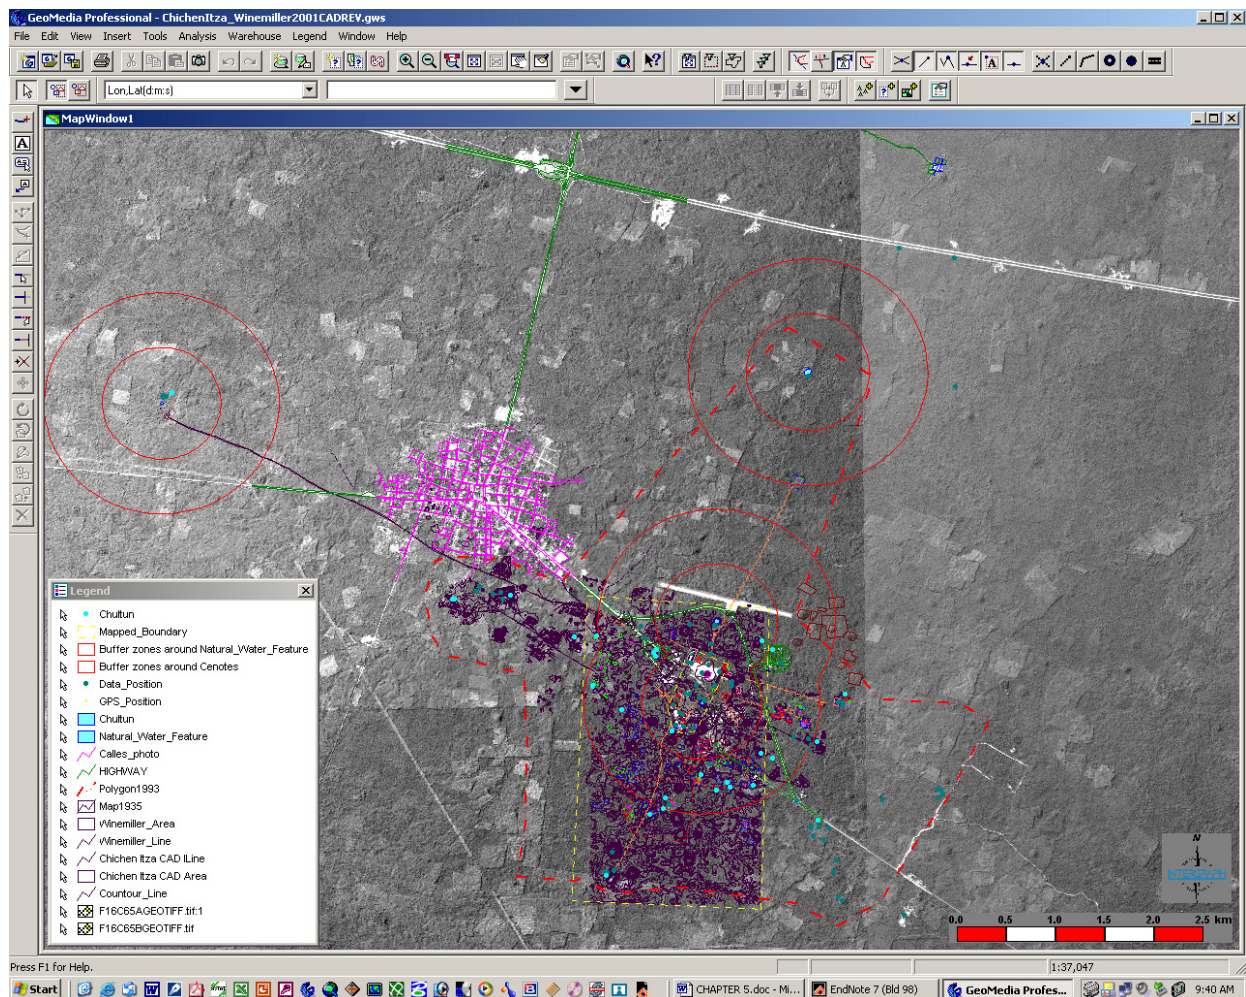 GeoMedia Professional - ChichenItza_Winemiller2001CADREV.gws
File Edit View Insert Tools Analysis Warehouse Legend Window Help
Lon,Lat(d:m:s)
MapWindow1
Legend
Chultun
Mapped_Boundary
Buffer zones around Natural_Water_Feature
Buffer zones around Cenotes
Data_Position
GPS_Position
Chultun
Natural_Water_Feature
Calles_photo
HIGHWAY
Polygon1993
Map1935
Winemiller_Area
Winemiller_Line
Chichen Itza CAD lLine
Chichen Itza CAD Area
Countour_Line
F16C65AGEOTIFF.tif:1
F16C65BGEOTIFF.tif
N
INTERGRAPH
0.0 0.5 1.0 1.5 2.0 2.5 km
Press F1 for Help.
1:37,047
Start
CHAPTER 5.doc - Mi...
EndNote 7 (Bld 98)
GeoMedia Profes...
9:40 AM